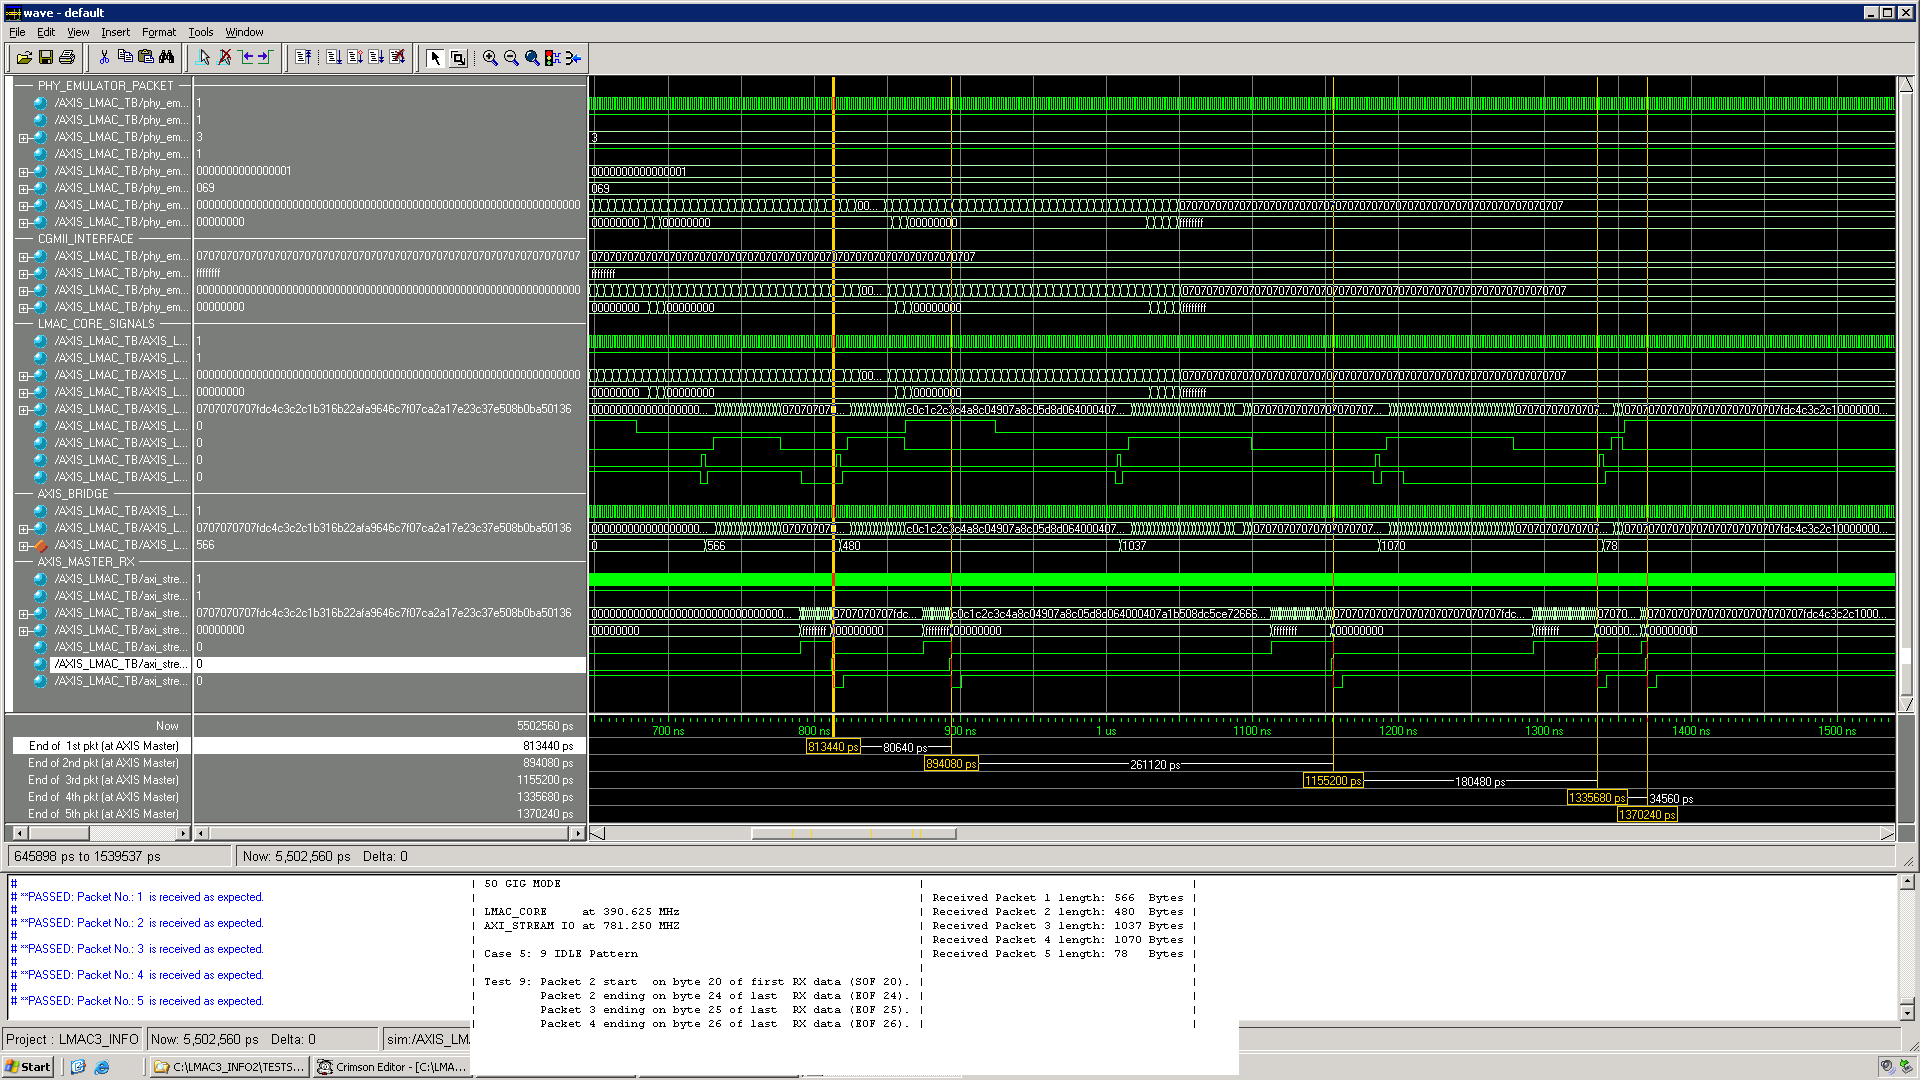 wave - default
File Edit View Insert Format Tools Window
PHY_EMULATOR_PACKET
/AXIS_LMAC_TB/phy_em... 1
/AXIS_LMAC_TB/phy_em... 1
/AXIS_LMAC_TB/phy_em... 3 3
/AXIS_LMAC_TB/phy_em... 1
/AXIS_LMAC_TB/phy_em... 0000000000000001 0000000000000001
/AXIS_LMAC_TB/phy_em... 069 069
/AXIS_LMAC_TB/phy_em... 0000000000000000000000000000000000000000000000000000000000000000 00...
/AXIS_LMAC_TB/phy_em... 00000000 00000000 00000000 00000000 ffffffff
CGMII_INTERFACE
/AXIS_LMAC_TB/phy_em... 0707070707070707070707070707070707070707070707070707070707070707 0707070707070707070707070707070707070707070707070707070707070707
/AXIS_LMAC_TB/phy_em... ffffffff ffffffff
/AXIS_LMAC_TB/phy_em... 0000000000000000000000000000000000000000000000000000000000000000 00... 0707070707070707070707070707070707070707070707070707070707070707
/AXIS_LMAC_TB/phy_em... 00000000 00000000 00000000 00000000 ffffffff
LMAC_CORE_SIGNALS
/AXIS_LMAC_TB/AXIS_L... 1
/AXIS_LMAC_TB/AXIS_L... 1
/AXIS_LMAC_TB/AXIS_L... 0000000000000000000000000000000000000000000000000000000000000000 00... 0707070707070707070707070707070707070707070707070707070707070707
/AXIS_LMAC_TB/AXIS_L... 00000000 00000000 00000000 00000000 ffffffff
/AXIS_LMAC_TB/AXIS_L... 0707070707fdc4c3c2c1b316b22afa9646c7f07ca2a17e23c37e508b0ba50136 000000000000000000... 07070707 ... c0c1c2c3c4a8c04907a8c05d8d064000407... 070707070707070707... 07070707070707... 070707070707070707070707fdc4c3c2c10000000...
/AXIS_LMAC_TB/AXIS_L... 0
/AXIS_LMAC_TB/AXIS_L... 0
/AXIS_LMAC_TB/AXIS_L... 0
/AXIS_LMAC_TB/AXIS_L... 0
AXIS_BRIDGE
/AXIS_LMAC_TB/AXIS_L... 1
/AXIS_LMAC_TB/AXIS_L... 0707070707fdc4c3c2c1b316b22afa9646c7f07ca2a17e23c37e508b0ba50136 000000000000000000 07070707 ... c0c1c2c3c4a8c04907a8c05d8d064000407... 070707070707070707... 07070707070707... 070707070707070707070707fdc4c3c2c10000000...
/AXIS_LMAC_TB/AXIS_L... 566 0 566 480 1037 1070 78
AXIS_MASTER_RX
/AXIS_LMAC_TB/axi_stre... 1
/AXIS_LMAC_TB/axi_stre... 1
/AXIS_LMAC_TB/axi_stre... 0707070707fdc4c3c2c1b316b22afa9646c7f07ca2a17e23c37e508b0ba50136 00000000000000000000000000000000... 0707070707fdc... c0c1c2c3c4a8c04907a8c05d8d064000407a1b508dc5ce72666... 070707070707070707070707fdc... 07070... 070707070707070707070707fdc4c3c2c1000...
/AXIS_LMAC_TB/axi_stre... 00000000 00000000 ffffffff 00000000 ffffffff 00000000 ffffffff 00000000 ffffffff 00000... 00000000
/AXIS_LMAC_TB/axi_stre... 0
/AXIS_LMAC_TB/axi_stre... 0
/AXIS_LMAC_TB/axi_stre... 0
Now 5502560 ps 700 ns 800 ns 900 ns 1 us 1100 ns 1200 ns 1300 ns 1400 ns 1500 ns
End of 1st pkt (at AXIS Master) 813440 ps 813440 ps 80640 ps
End of 2nd pkt (at AXIS Master) 894080 ps 894080 ps 261120 ps
End of 3rd pkt (at AXIS Master) 1155200 ps 1155200 ps 180480 ps
End of 4th pkt (at AXIS Master) 1335680 ps 1335680 ps 34560 ps
End of 5th pkt (at AXIS Master) 1370240 ps 1370240 ps
645898 ps to 1539537 ps Now: 5,502,560 ps Delta: 0
#
# **PASSED: Packet No.: 1 is received as expected.
#
# **PASSED: Packet No.: 2 is received as expected.
#
# **PASSED: Packet No.: 3 is received as expected.
#
# **PASSED: Packet No.: 4 is received as expected.
#
# **PASSED: Packet No.: 5 is received as expected.
| 50 GIG MODE | |
| | Received Packet 1 length: 566 Bytes |
| LMAC_CORE at 390.625 MHz | Received Packet 2 length: 480 Bytes |
| AXI_STREAM IO at 781.250 MHZ | Received Packet 3 length: 1037 Bytes |
| | Received Packet 4 length: 1070 Bytes |
| Case 5: 9 IDLE Pattern | Received Packet 5 length: 78 Bytes |
| Test 9: Packet 2 start on byte 20 of first RX data (SOF 20). | |
| Packet 2 ending on byte 24 of last RX data (EOF 24). | |
| Packet 3 ending on byte 25 of last RX data (EOF 25). | |
| Packet 4 ending on byte 26 of last RX data (EOF 26). | |
Project : LMAC3_INFO Now: 5,502,560 ps Delta: 0 sim:/AXIS_LM
Start C:\LMAC3_INFO2\TESTS... Crimson Editor - [C:\LMA...